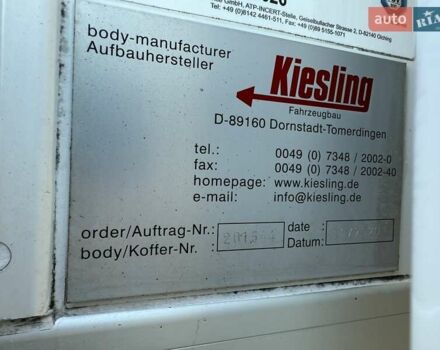 GmbH, ATP-INCERT-Stelle, Geiselbullacher Strasse 2, D-82140 Olching
Tel: +49 (0)6142 4461-511, Fax: +49 (0)89 5155-1071
auto RIA
body-manufacturer
Aufbauhersteller
Kiesling
Fahrzeugbau
D-89160 Dornstadt-Tomerdingen
tel.: 0049 (0) 7348 / 2002-0
fax: 0049 (0) 7348 / 2002-40
homepage: www.kiesling.de
e-mail: info@kiesling.de
order/Auftrag-Nr.: date :
body/Koffer-Nr.: Datum: